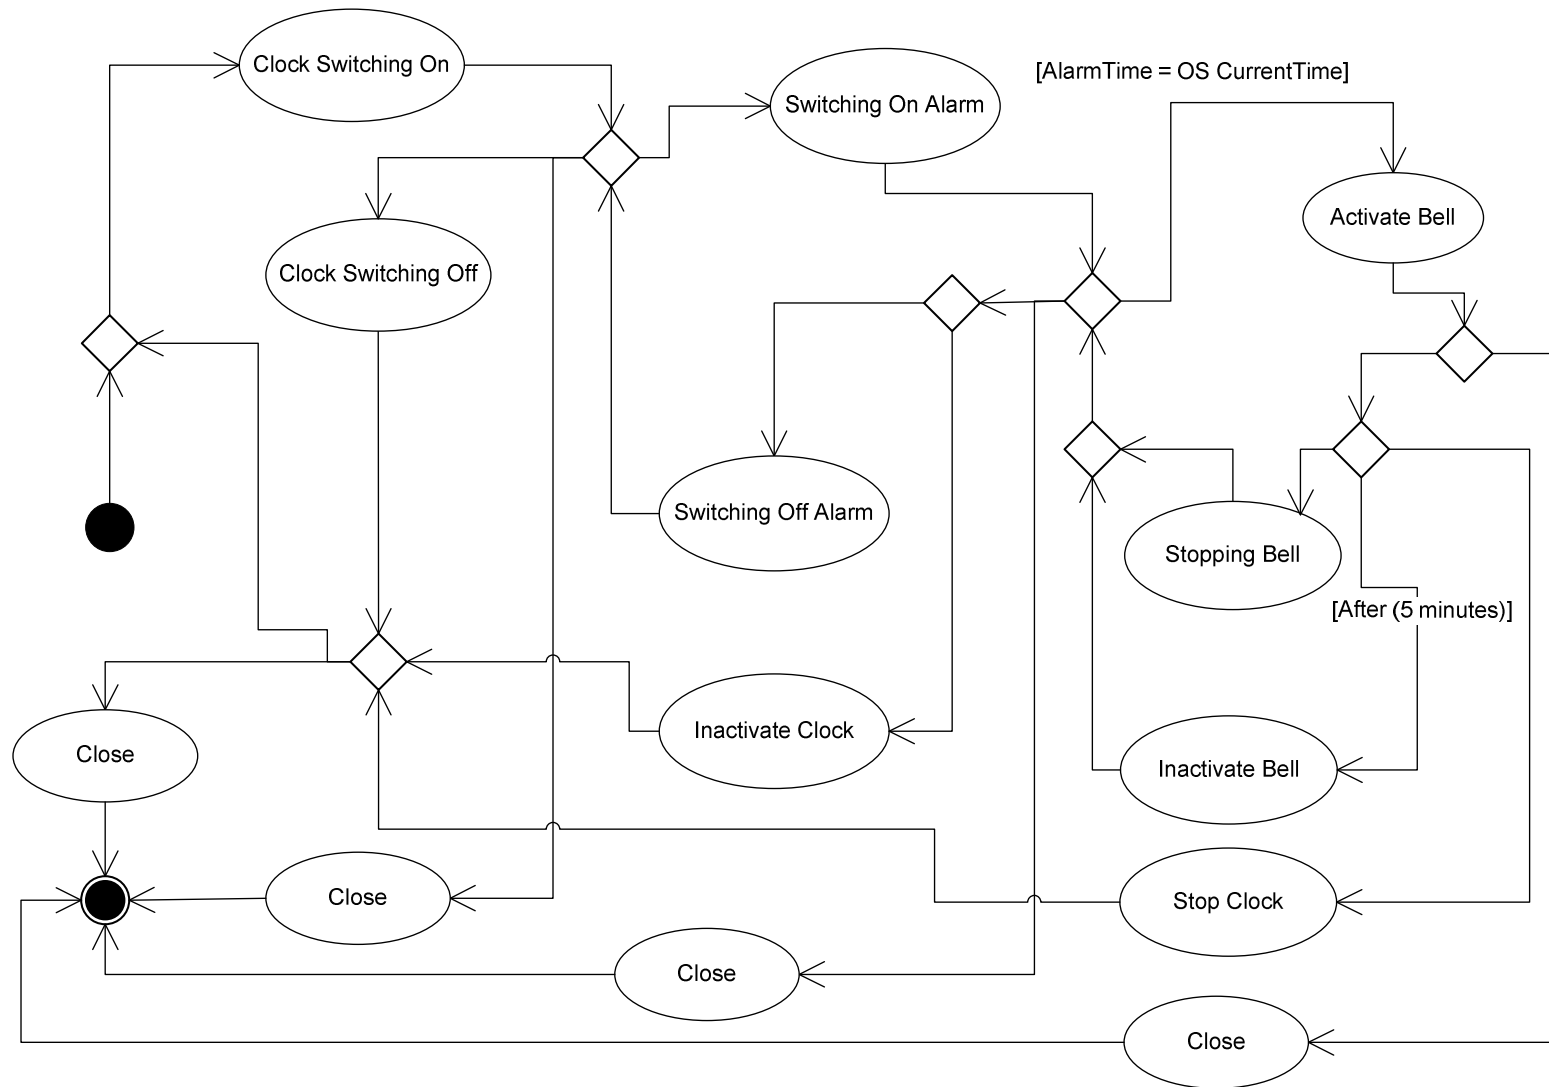 Clock Switching On
[AlarmTime = OS CurrentTime]
Switching On Alarm
Activate Bell
Clock Switching Off
Switching Off Alarm
Stopping Bell
[After (5 minutes)]
Inactivate Clock
Close
Inactivate Bell
Close
Stop Clock
Close
Close